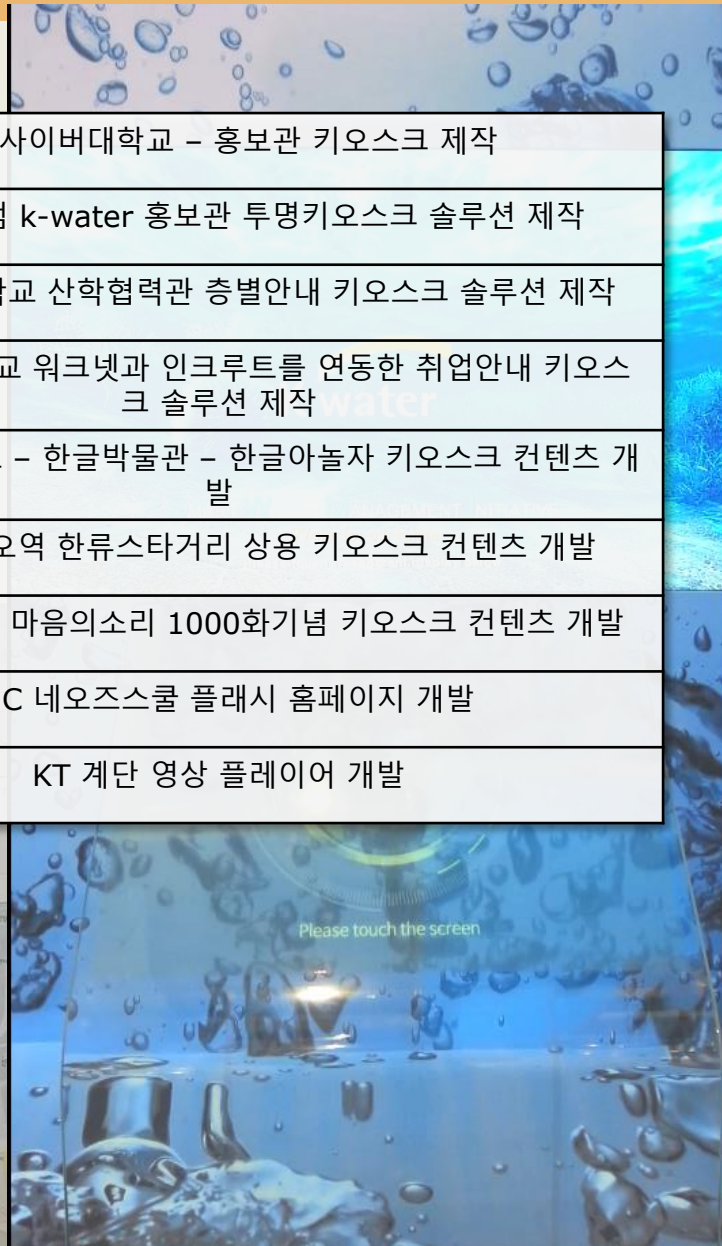 사이버대학교 – 홍보관 키오스크 제작
k-water 홍보관 투명키오스크 솔루션 제작
산학협력관 층별안내 키오스크 솔루션 제작
워크넷과 인크루트를 연동한 취업안내 키오스
크 솔루션 제작
water
– 한글박물관 – 한글아놀자 키오스크 컨텐츠 개
발
한류스타거리 상용 키오스크 컨텐츠 개발
마음의소리 1000화기념 키오스크 컨텐츠 개발
C 네오즈스쿨 플래시 홈페이지 개발
KT 계단 영상 플레이어 개발
Please touch the screen